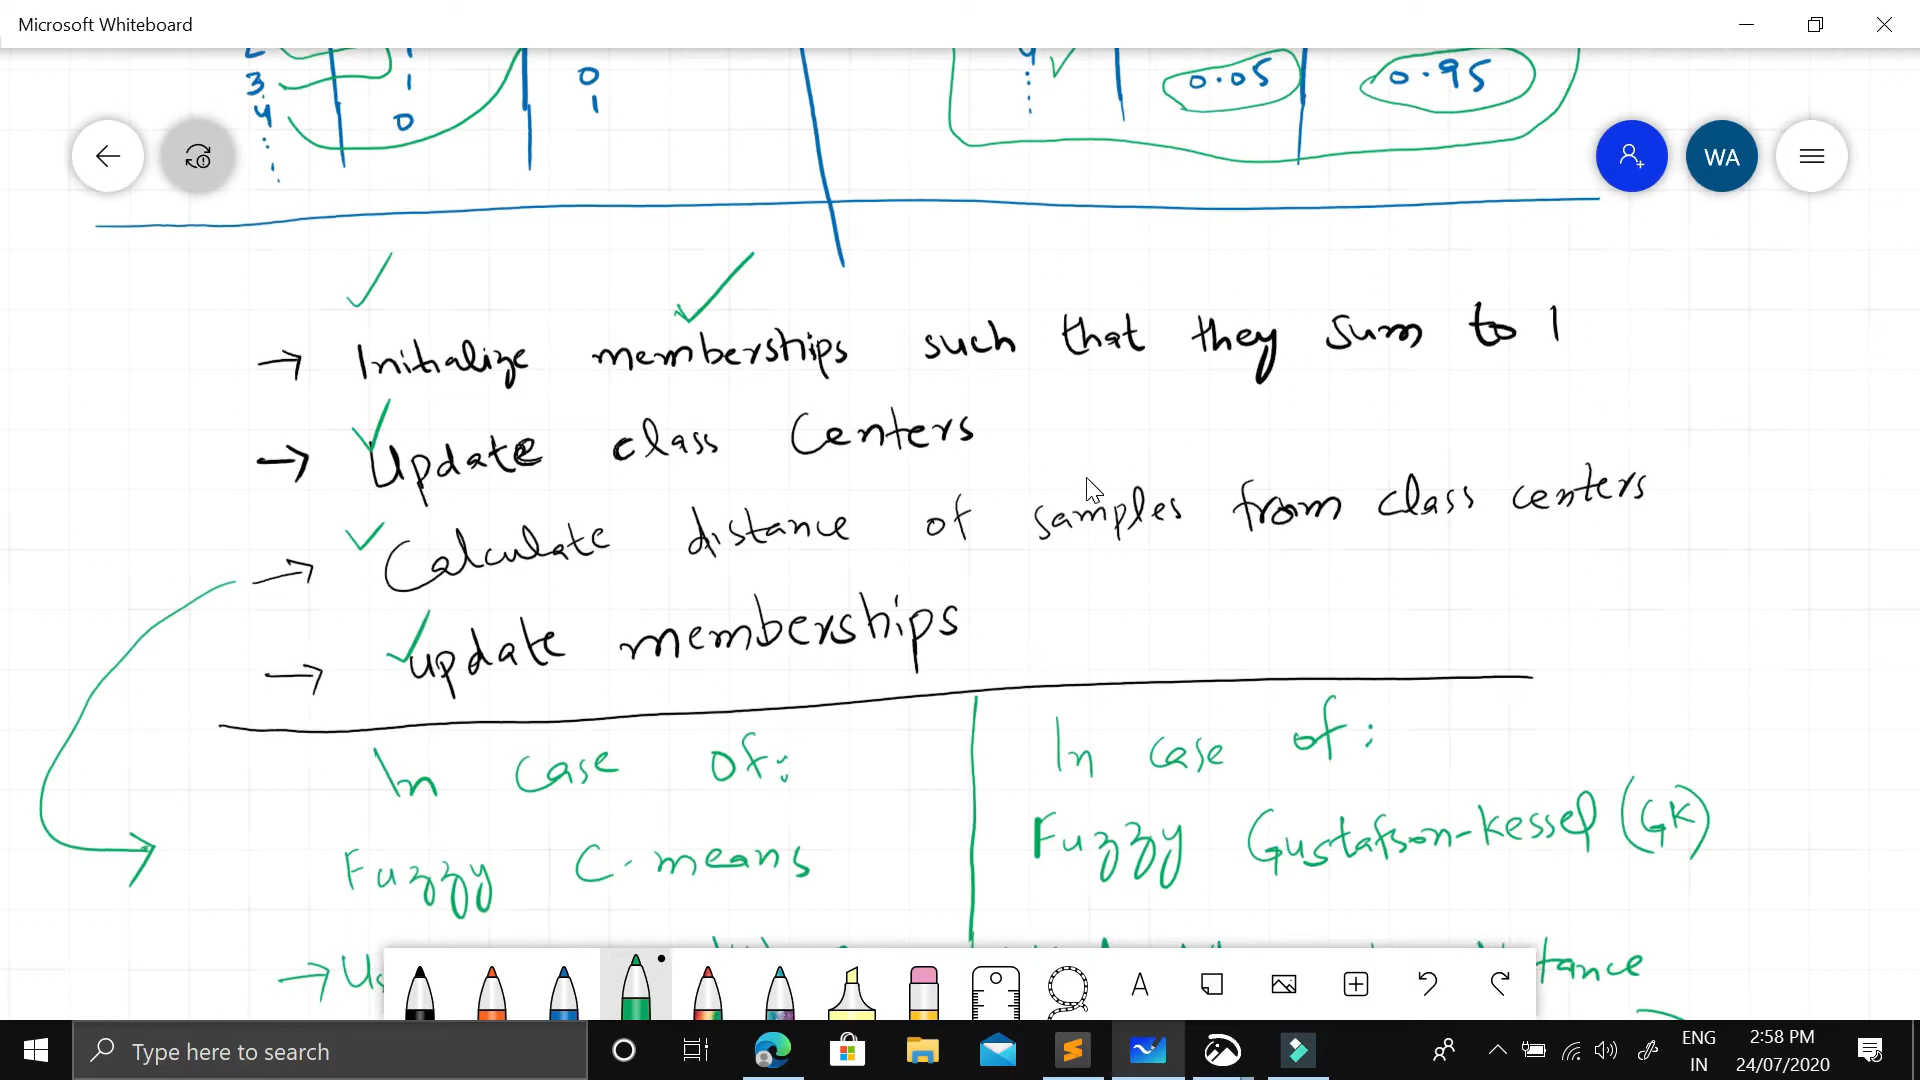 Microsoft Whiteboard
3 1 0
4 0 1
4 0.05 0.95
WA
→ Initialize memberships such that they sum to 1
→ Update class Centers
→ Calculate distance of samples from class centers
→ update memberships
In case of:
Fuzzy C-means
In case of:
Fuzzy Gustafson-kessel (GK)
Type here to search
ENG
IN
2:58 PM
24/07/2020